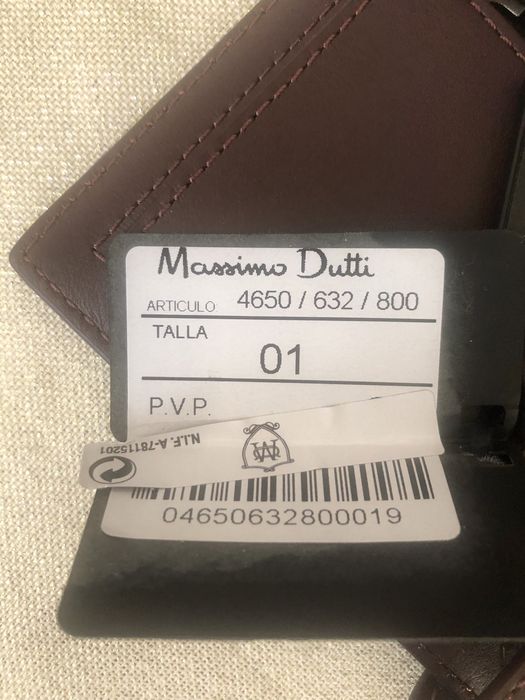 Massimo Dutti
ARTICULO 4650 / 632 / 800
TALLA
01
P.V.P.
N.I.F. A-78115201
04650632800019